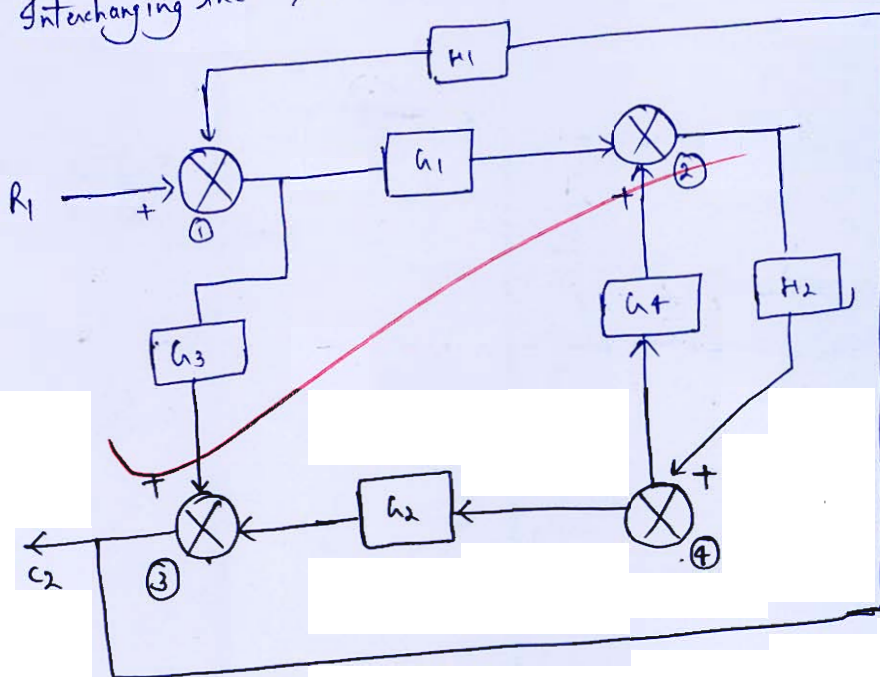 Interchanging
H1
R1
+
①
G1
②
+
G3
G4
H2
+
+
G2
C2
③
④